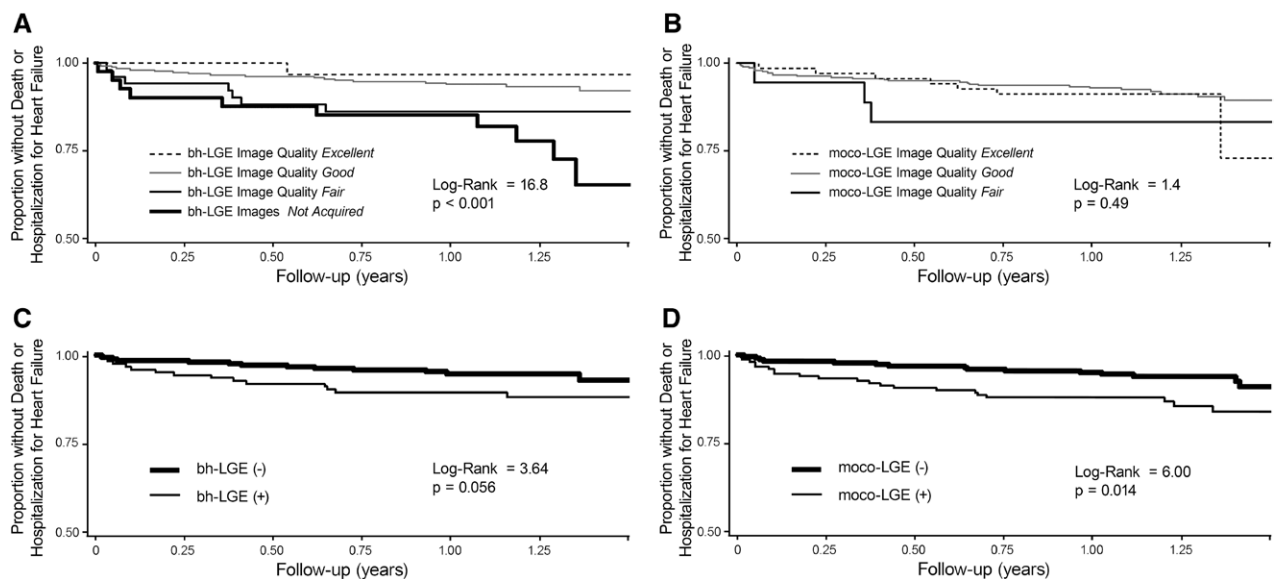 A
Proportion without Death or
Hospitalization for Heart Failure
1.00
0.75
0.50
bh-LGE Image Quality Excellent
bh-LGE Image Quality Good
bh-LGE Image Quality Fair
bh-LGE Images Not Acquired
Log-Rank = 16.8
p < 0.001
0 0.25 0.50 0.75 1.00 1.25
Follow-up (years)
B
Proportion without Death or
Hospitalization for Heart Failure
1.00
0.75
0.50
moco-LGE Image Quality Excellent
moco-LGE Image Quality Good
moco-LGE Image Quality Fair
Log-Rank = 1.4
p = 0.49
0 0.25 0.50 0.75 1.00 1.25
Follow-up (years)
C
Proportion without Death or
Hospitalization for Heart Failure
1.00
0.75
0.50
bh-LGE (-)
bh-LGE (+)
Log-Rank = 3.64
p = 0.056
0 0.25 0.50 0.75 1.00 1.25
Follow-up (years)
D
Proportion without Death or
Hospitalization for Heart Failure
1.00
0.75
0.50
moco-LGE (-)
moco-LGE (+)
Log-Rank = 6.00
p = 0.014
0 0.25 0.50 0.75 1.00 1.25
Follow-up (years)